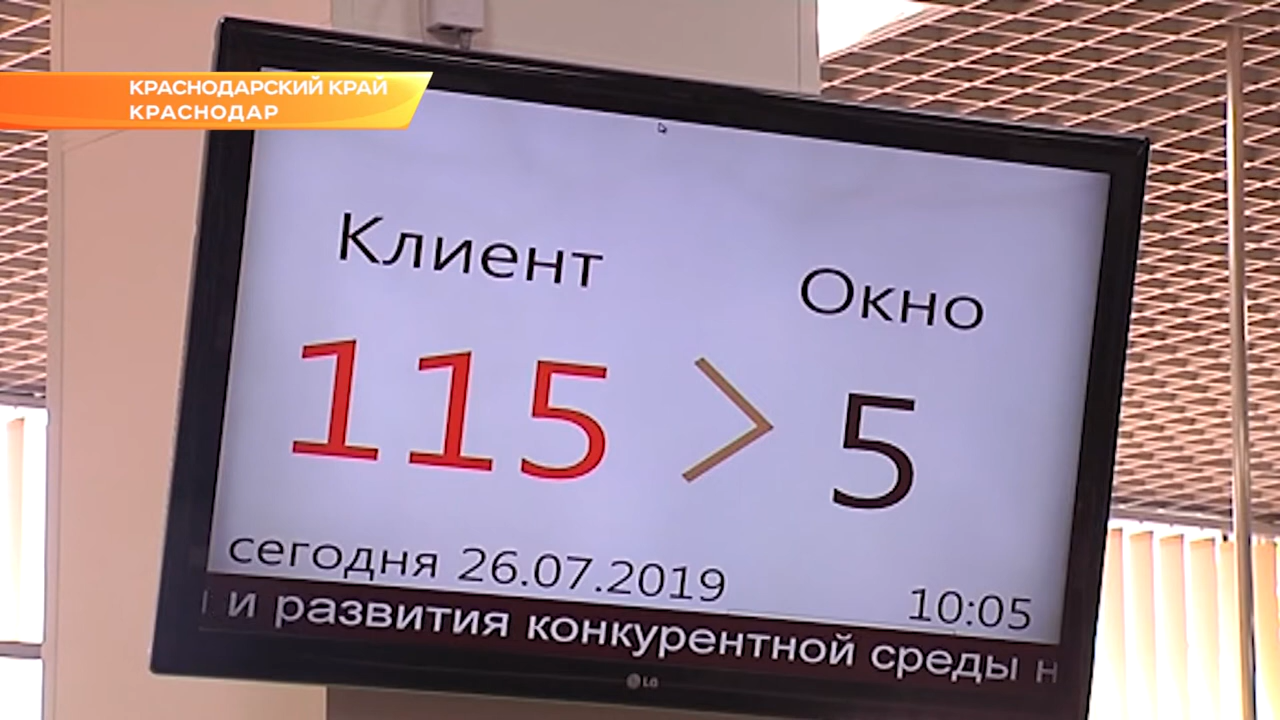 КРАСНОДАРСКИЙ КРАЙ
КРАСНОДАР
Клиент Окно
115 > 5
сегодня 26.07.2019 10:05
и развития конкурентной среды н
LG